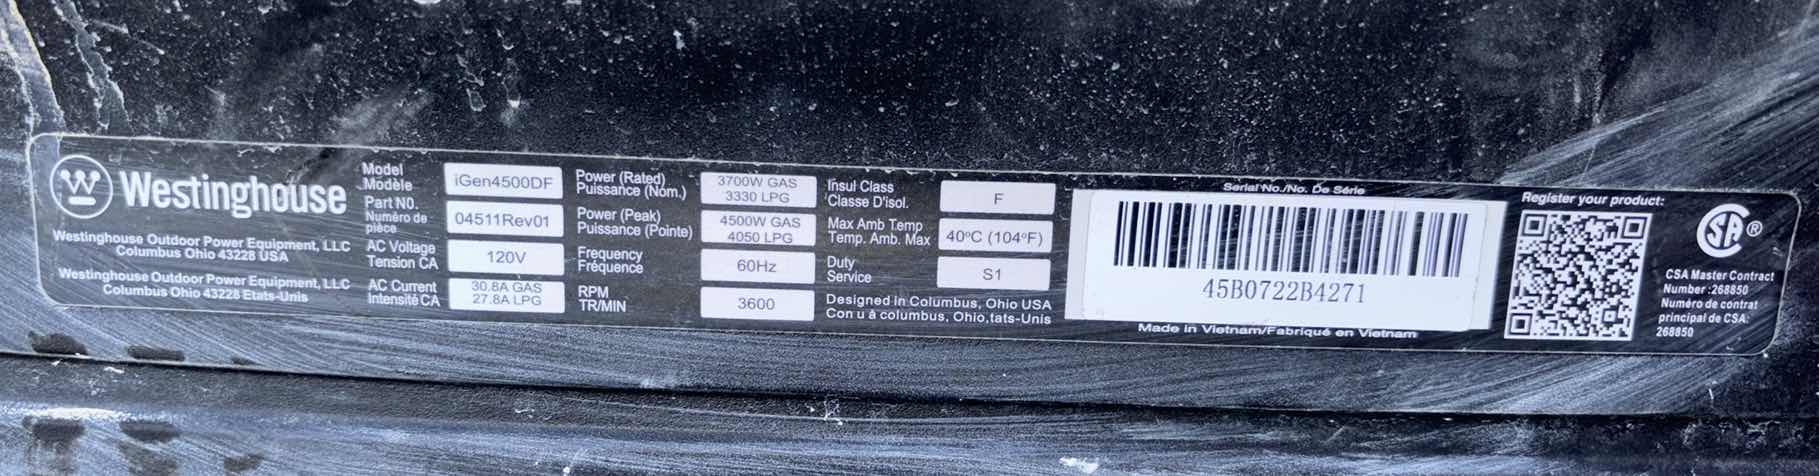 Westinghouse
Westinghouse Outdoor Power Equipment, LLC
Columbus Ohio 43228 USA
Westinghouse Outdoor Power Equipment, LLC
Columbus Ohio 43228 Etats-Unis
Model
Modèle
iGen4500DF
Part NO.
Numéro de
pièce
04511Rev01
AC Voltage
Tension CA
120V
AC Current
Intensité CA
30.8A GAS
27.8A LPG
Power (Rated)
Puissance (Nom.)
3700W GAS
3330 LPG
Power (Peak)
Puissance (Pointe)
4500W GAS
4050 LPG
Frequency
Fréquence
60Hz
RPM
TR/MIN
3600
Insul Class
Classe D'isol.
F
Max Amb Temp
Temp. Amb. Max
40ºC (104ºF)
Duty
Service
S1
Designed in Columbus, Ohio USA
Con u à columbus, Ohio,tats-Unis
Serial No./No. De Série
45B0722B4271
Made in Vietnam/Fabriqué en Vietnam
Register your product:
CSA®
CSA Master Contract
Number :268850
Numéro de contrat
principal de CSA:
268850